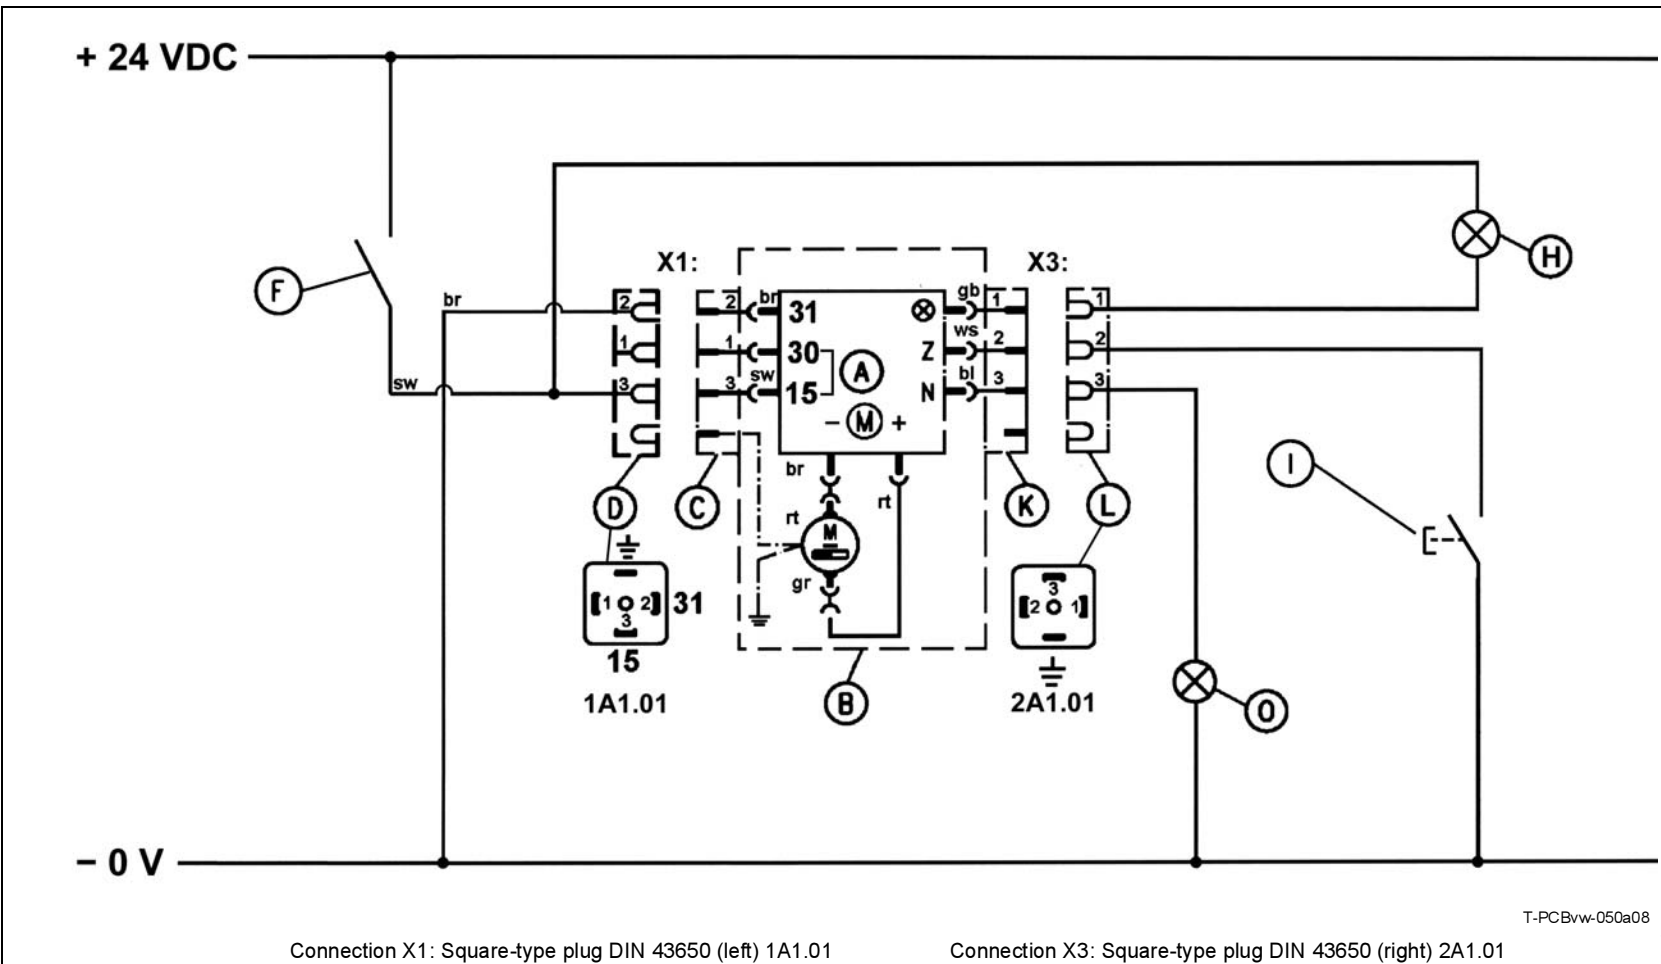 + 24 VDC
X1:
X3:
H
F
br
2
2
br
31
gb
1
1
1
1
30
ws
2
2
Z
A
sw
3
3
sw
15
bl
3
3
N
− M +
br
rt
I
D
C
K
L
rt
M
gr
1
2
31
3
2
3
1
15
1A1.01
B
2A1.01
O
− 0 V
T-PCBvw-050a08
Connection X1: Square-type plug DIN 43650 (left) 1A1.01
Connection X3: Square-type plug DIN 43650 (right) 2A1.01